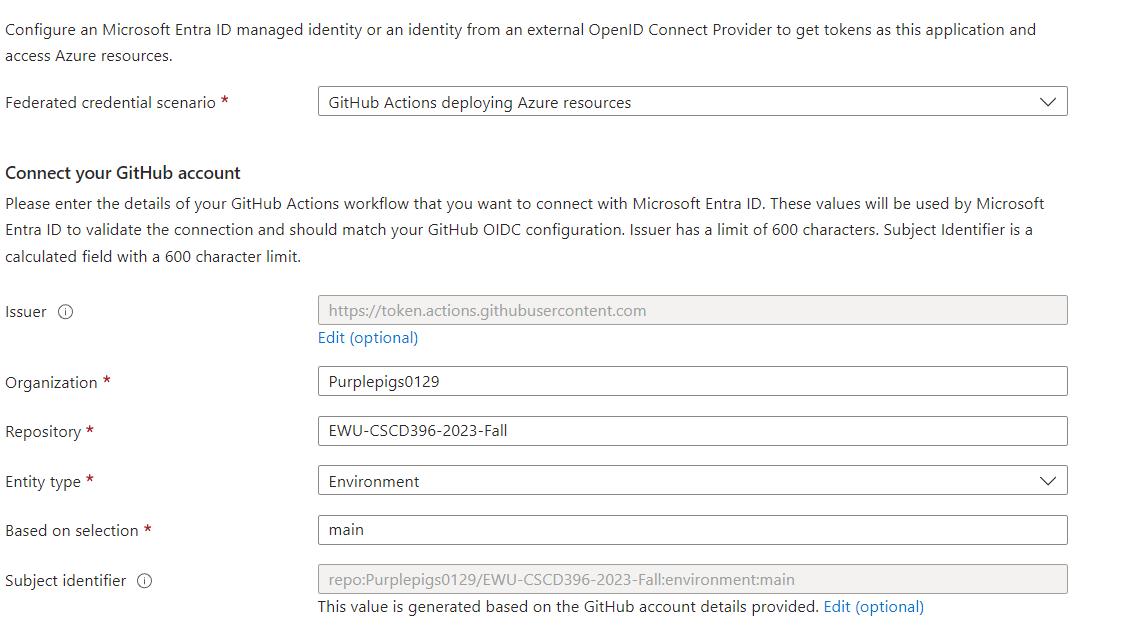 Configure an Microsoft Entra ID managed identity or an identity from an external OpenID Connect Provider to get tokens as this application and
access Azure resources.
Federated credential scenario *
GitHub Actions deploying Azure resources
Connect your GitHub account
Please enter the details of your GitHub Actions workflow that you want to connect with Microsoft Entra ID. These values will be used by Microsoft
Entra ID to validate the connection and should match your GitHub OIDC configuration. Issuer has a limit of 600 characters. Subject Identifier is a
calculated field with a 600 character limit.
Issuer
https://token.actions.githubusercontent.com
Edit (optional)
Organization *
Purplepigs0129
Repository *
EWU-CSCD396-2023-Fall
Entity type *
Environment
Based on selection *
main
Subject identifier
repo:Purplepigs0129/EWU-CSCD396-2023-Fall:environment:main
This value is generated based on the GitHub account details provided. Edit (optional)